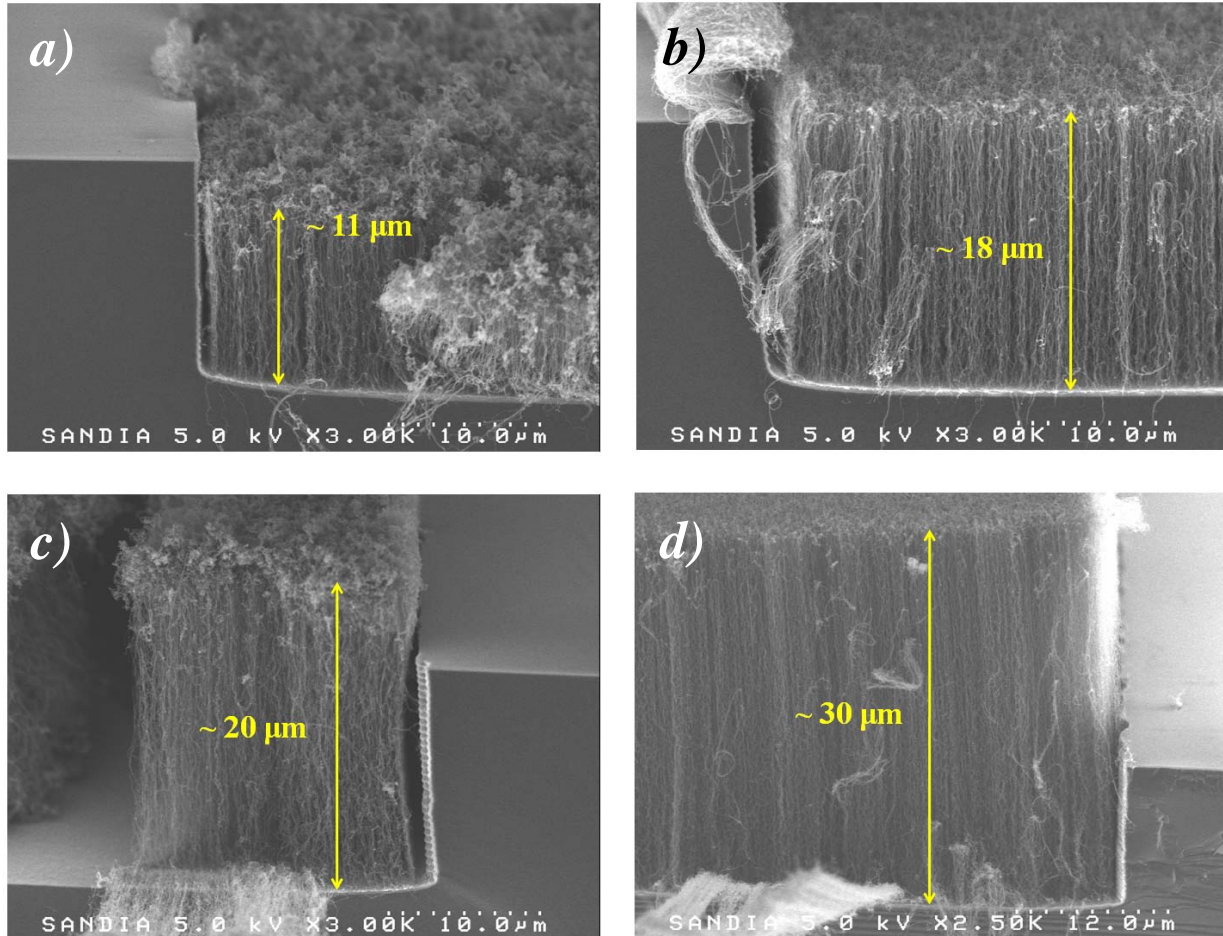 a)
~ 11 μm
SANDIA 5.0 kV X3.00K 10.0μm
b)
~ 18 μm
SANDIA 5.0 kV X3.00K 10.0μm
c)
~ 20 μm
SANDIA 5.0 kV X3.00K 10.0μm
d)
~ 30 μm
SANDIA 5.0 kV X2.50K 12.0μm